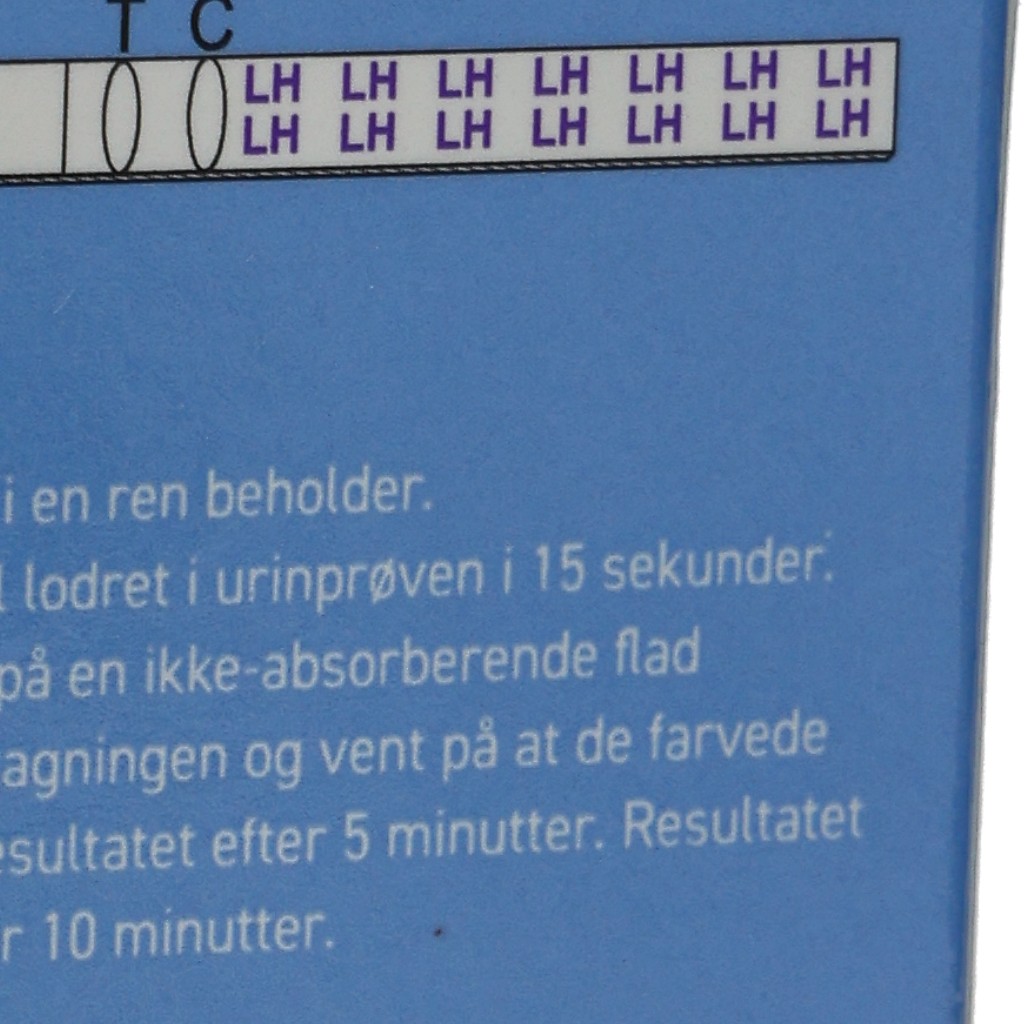 T C
LH LH LH LH LH LH LH
LH LH LH LH LH LH LH
i en ren beholder.
lodret i urinprøven i 15 sekunder.
på en ikke-absorberende flad
agningen og vent på at de farvede
esultatet efter 5 minutter. Resultatet
r 10 minutter.